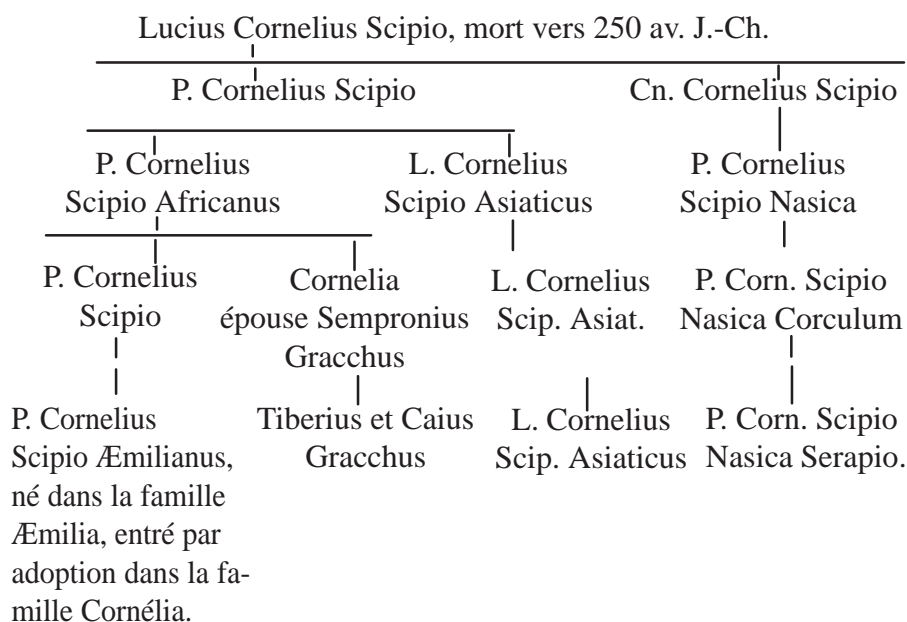 Lucius Cornelius Scipio, mort vers 250 av. J.-Ch.
P. Cornelius Scipio
Cn. Cornelius Scipio
P. Cornelius
Scipio Africanus
L. Cornelius
Scipio Asiaticus
P. Cornelius
Scipio Nasica
P. Cornelius
Scipio
Cornelia
épouse Sempronius
Gracchus
L. Cornelius
Scip. Asiat.
P. Corn. Scipio
Nasica Corculum
P. Cornelius
Scipio Æmilianus,
né dans la famille
Æmilia, entré par
adoption dans la fa-
mille Cornélia.
Tiberius et Caius
Gracchus
L. Cornelius
Scip. Asiaticus
P. Corn. Scipio
Nasica Serapio.